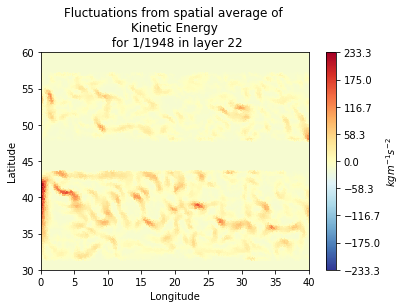 Fluctuations from spatial average of
Kinetic Energy
for 1/1948 in layer 22
60
55
50
45
40
35
30
Latitude
0 5 10 15 20 25 30 35 40
Longitude
233.3
175.0
116.7
58.3
0.0
−58.3
−116.7
−175.0
−233.3
kgm⁻¹s⁻²